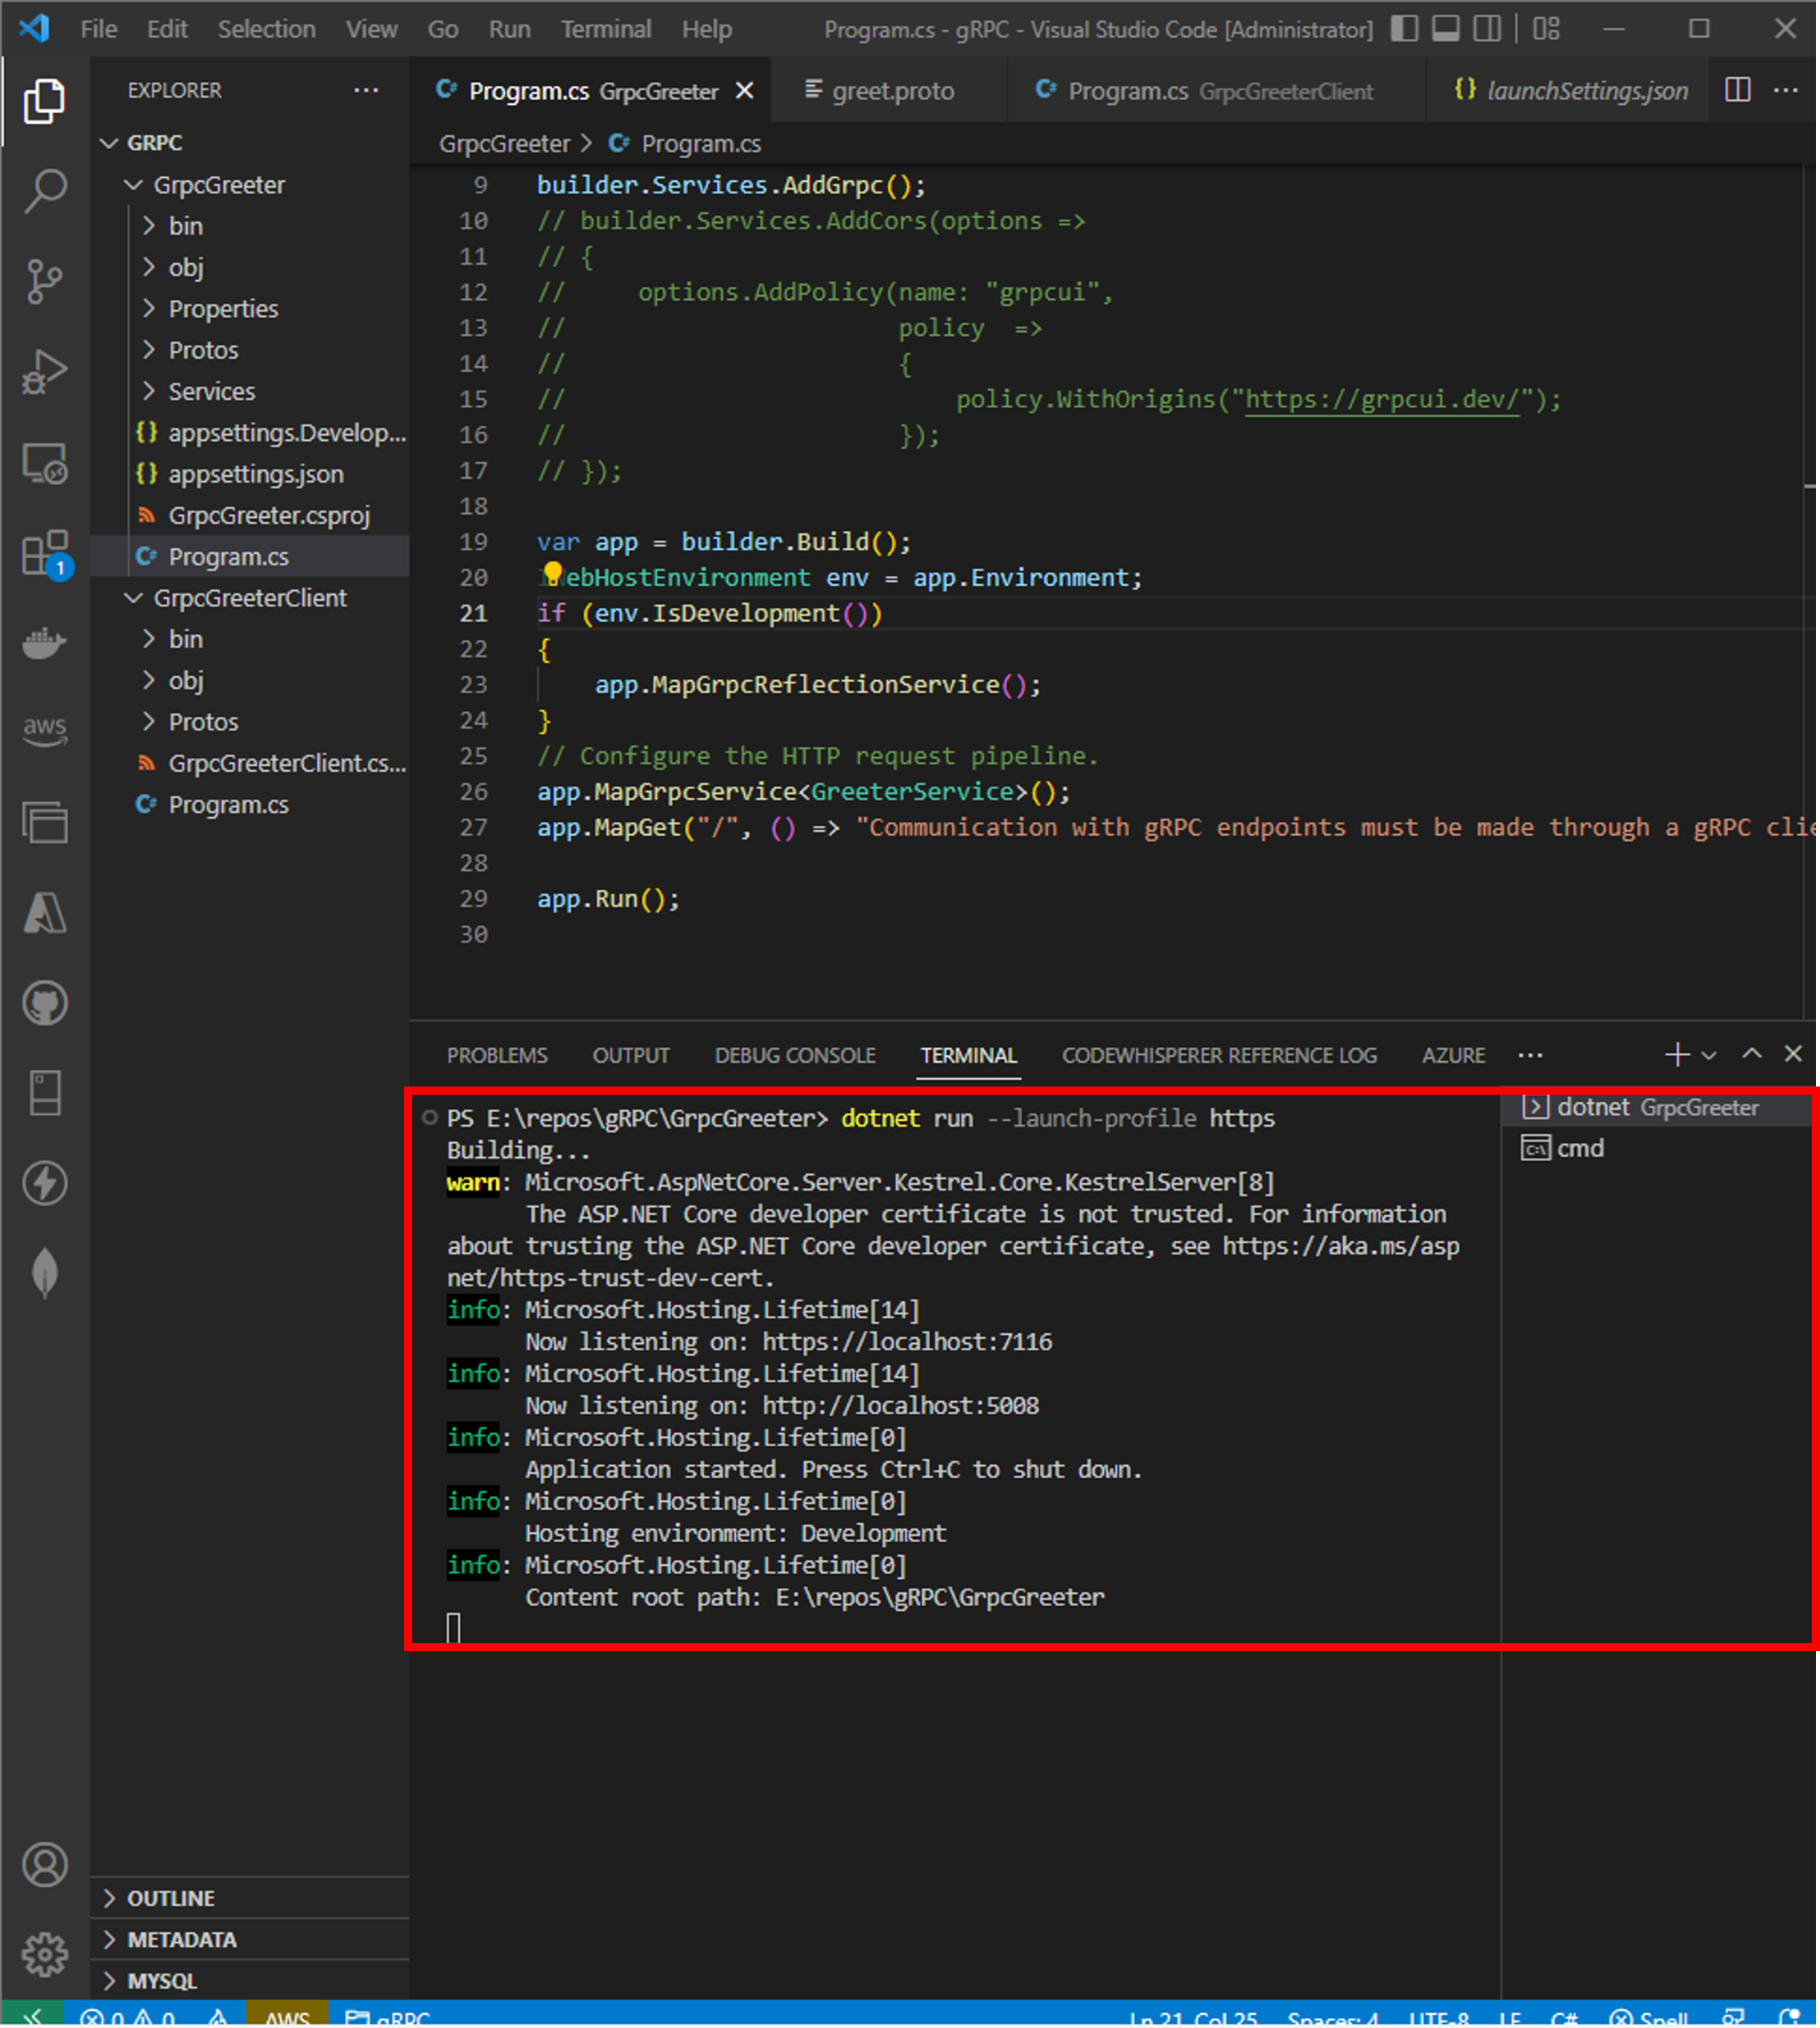 File Edit Selection View Go Run Terminal Help Program.cs - gRPC - Visual Studio Code [Administrator]
EXPLORER ...
Program.cs GrpcGreeter
greet.proto
Program.cs GrpcGreeterClient
{} launchSettings.json
...
GrpcGreeter > Program.cs
GRPC
GrpcGreeter
bin
obj
Properties
Protos
Services
{} appsettings.Develop...
{} appsettings.json
GrpcGreeter.csproj
Program.cs
GrpcGreeterClient
bin
obj
Protos
GrpcGreeterClient.cs...
Program.cs
1
aws
9 builder.Services.AddGrpc();
10 // builder.Services.AddCors(options =>
11 // {
12 //     options.AddPolicy(name: "grpcui",
13 //                       policy  =>
14 //                       {
15 //                           policy.WithOrigins("https://grpcui.dev/");
16 //                       });
17 // });
18
19 var app = builder.Build();
20 ebHostEnvironment env = app.Environment;
21 if (env.IsDevelopment())
22 {
23     app.MapGrpcReflectionService();
24 }
25 // Configure the HTTP request pipeline.
26 app.MapGrpcService<GreeterService>();
27 app.MapGet("/", () => "Communication with gRPC endpoints must be made through a gRPC clie
28
29 app.Run();
30
PROBLEMS OUTPUT DEBUG CONSOLE TERMINAL CODEWHISPERER REFERENCE LOG AZURE ...
PS E:\repos\gRPC\GrpcGreeter> dotnet run --launch-profile https
Building...
warn: Microsoft.AspNetCore.Server.Kestrel.Core.KestrelServer[8]
The ASP.NET Core developer certificate is not trusted. For information
about trusting the ASP.NET Core developer certificate, see https://aka.ms/asp
net/https-trust-dev-cert.
info: Microsoft.Hosting.Lifetime[14]
Now listening on: https://localhost:7116
info: Microsoft.Hosting.Lifetime[14]
Now listening on: http://localhost:5008
info: Microsoft.Hosting.Lifetime[0]
Application started. Press Ctrl+C to shut down.
info: Microsoft.Hosting.Lifetime[0]
Hosting environment: Development
info: Microsoft.Hosting.Lifetime[0]
Content root path: E:\repos\gRPC\GrpcGreeter
dotnet GrpcGreeter
cmd
OUTLINE
METADATA
MYSQL
0 0 AWS gRPC Ln 21, Col 25 Spaces: 4 UTF-8 LF C# Spell